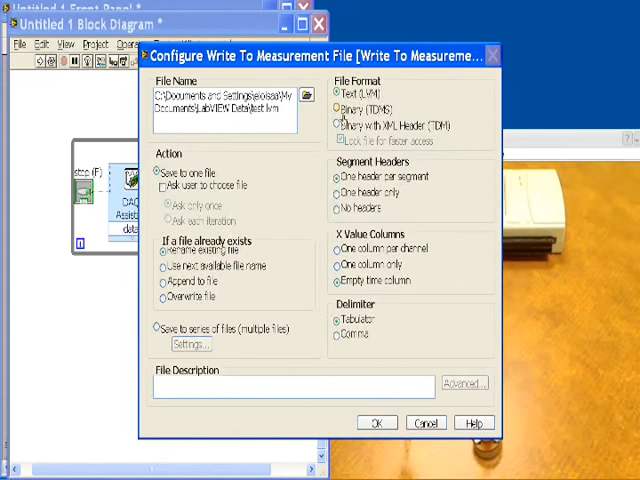 Untitled 1 Front Panel *
Untitled 1 Block Diagram *
File Edit View Project Opera
stop (F)
DAQ
Assist
data
i
Configure Write To Measurement File [Write To Measureme...
File Name
C:\Documents and Settings\elolsaa\My
Documents\LabVIEW Data\test.lvm
Action
Save to one file
Ask user to choose file
Ask only once
Ask each iteration
If a file already exists
Rename existing file
Use next available file name
Append to file
Overwrite file
Save to series of files (multiple files)
Settings...
File Description
File Format
Text (LVM)
Binary (TDMS)
Binary with XML Header (TDM)
Lock file for faster access
Segment Headers
One header per segment
One header only
No headers
X Value Columns
One column per channel
One column only
Empty time column
Delimiter
Tabulator
Comma
Advanced...
OK Cancel Help